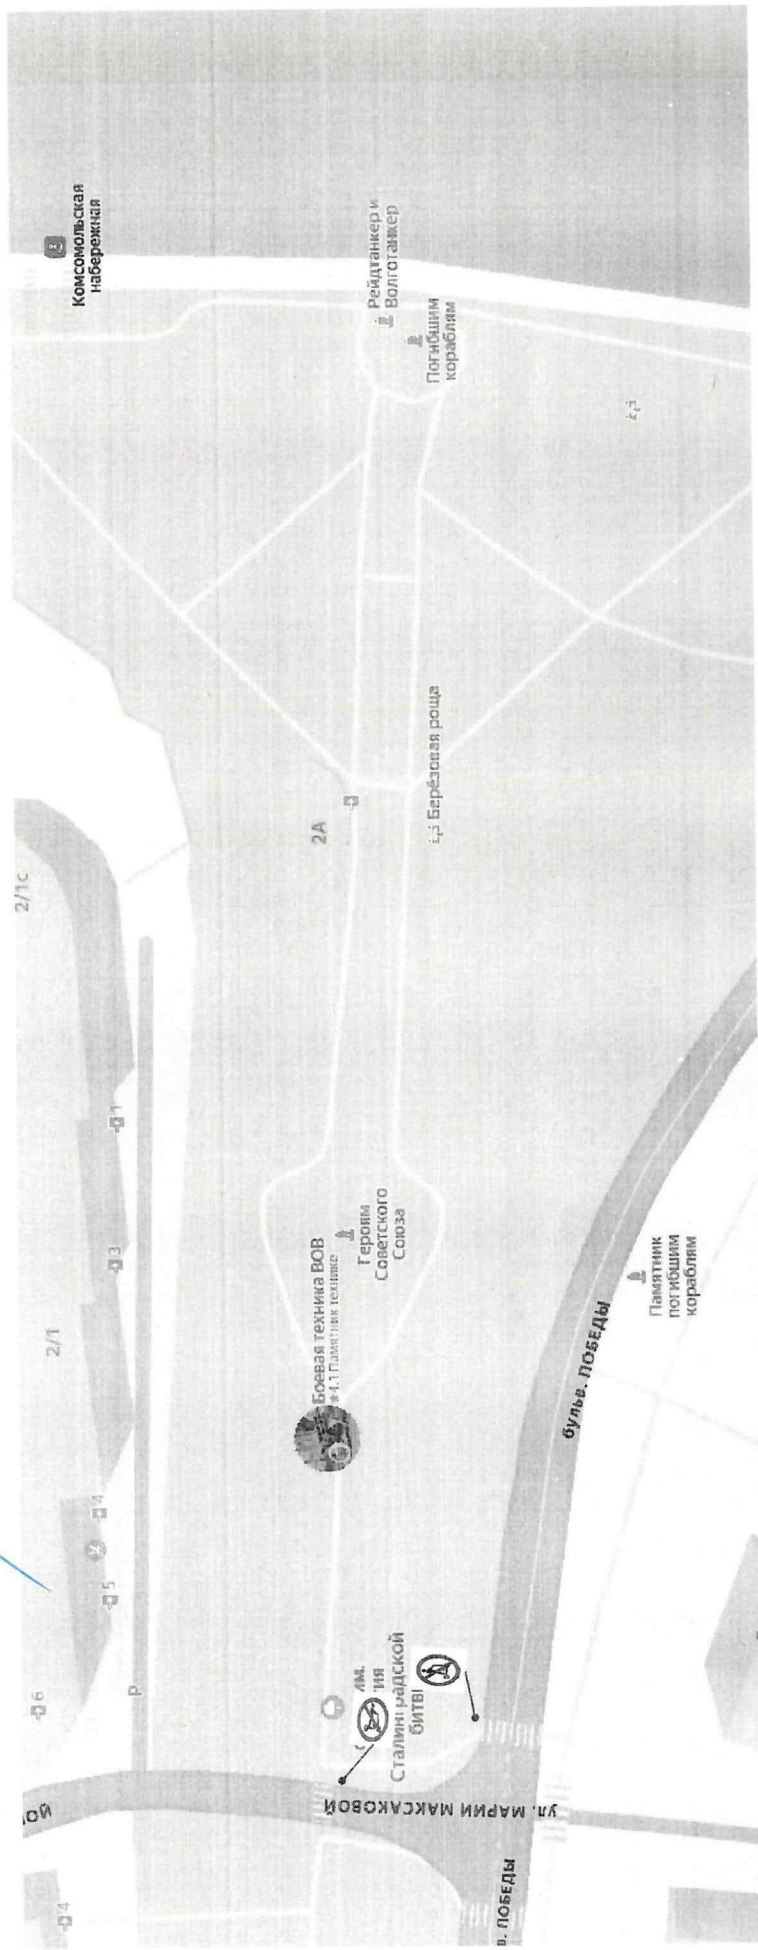 Комсомольская
набережная
Рейдтанкер и
Волготанкер
Погибшим
кораблям
2/1с
2А
Берёзовая роща
1
3
2/1
Боевая техника ВОВ
★4.1 Памятник технике
Героям
Советского
Союза
4
5
6
P
бульв. ПОБЕДЫ
Памятник
погибшим
кораблям
им.
Сталинградской
ул. МАРИИ МАКСАКОВОЙ
4
в. ПОБЕДЫ